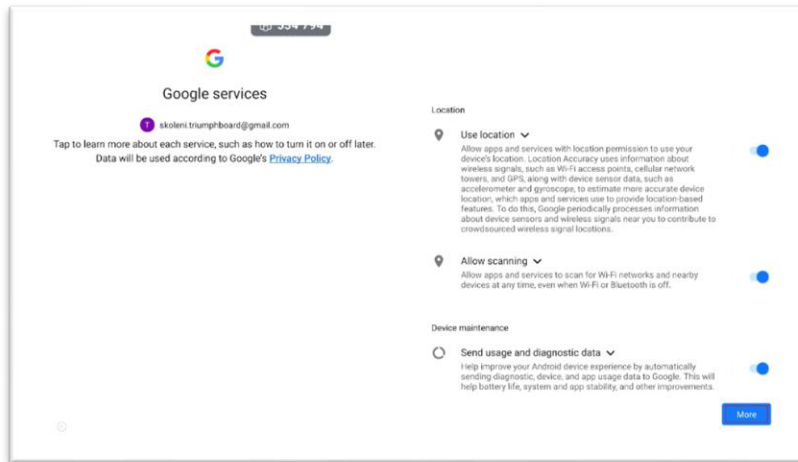 Google services
T
skoleni.triumphboard@gmail.com
Tap to learn more about each service, such as how to turn it on or off later.
Data will be used according to Google's Privacy Policy.
Location
Use location
Allow apps and services with location permission to use your
device's location. Location Accuracy uses information about
wireless signals, such as Wi-Fi access points, cellular network
towers, and GPS, along with device sensor data, such as
accelerometer and gyroscope, to estimate more accurate device
location, which apps and services use to provide location-based
features. To do this, Google periodically processes information
about device sensors and wireless signals near you to contribute to
crowdsourced wireless signal locations.
Allow scanning
Allow apps and services to scan for Wi-Fi networks and nearby
devices at any time, even when Wi-Fi or Bluetooth is off.
Device maintenance
Send usage and diagnostic data
Help improve your Android device experience by automatically
sending diagnostic, device, and app usage data to Google. This will
help battery life, system and app stability, and other improvements.
More